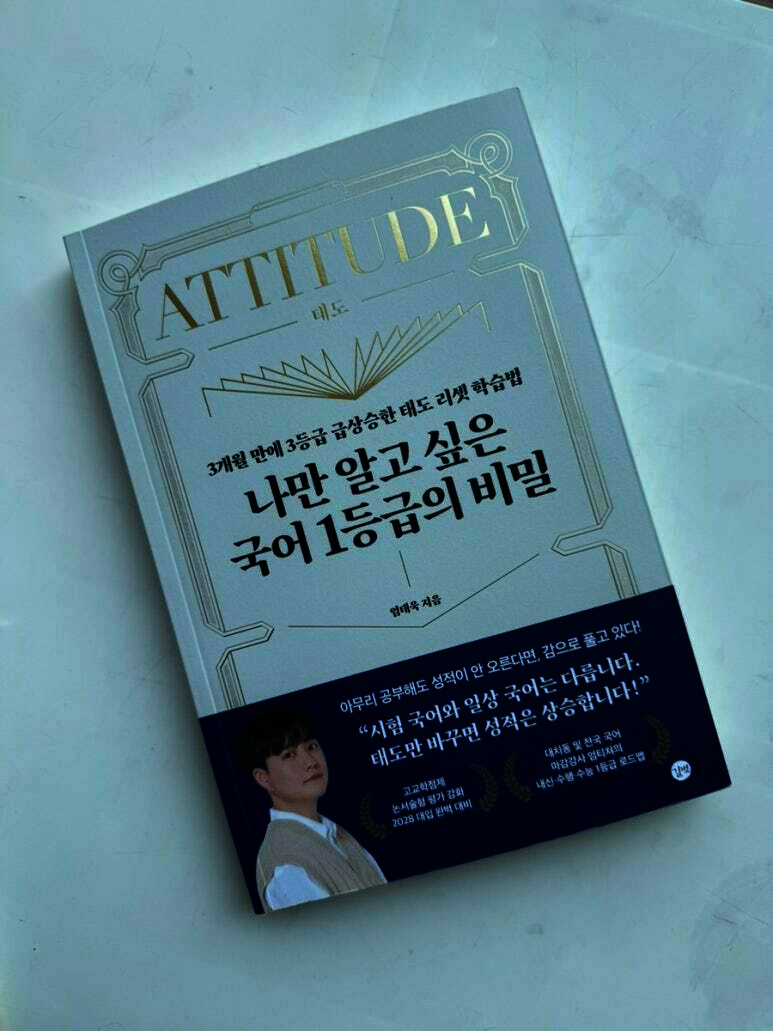 ATTITUDE
태도
3개월 만에 3등급 급상승한 태도 리셋 학습법
나만 알고 싶은
국어 1등급의 비밀
엄태욱 지음
아무리 공부해도 성적이 안 오른다면, 감으로 풀고 있다!
“시험 국어와 일상 국어는 다릅니다.
태도만 바꾸면 성적은 상승합니다!”
고교학점제
논서술형 평가 강화
2028 대입 완벽 대비
대치동 및 전국 국어
마감강사 엄티차의
내신·수행·수능 1등급 로드맵
길벗